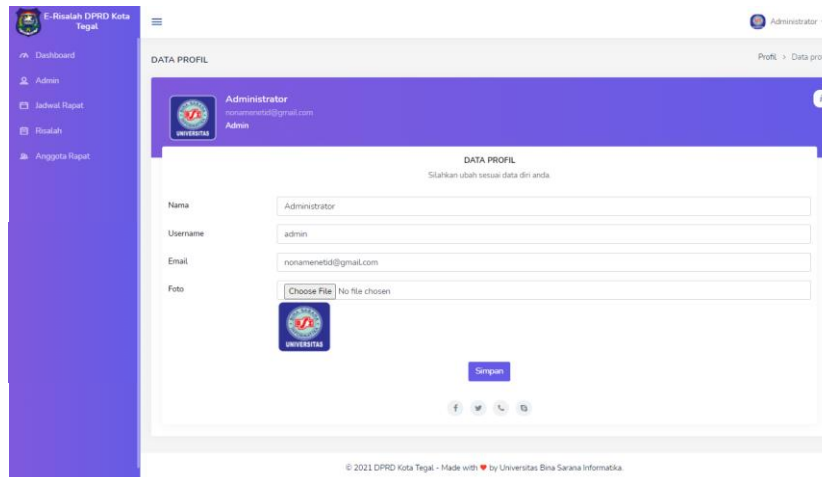 E-Risalah DPRD Kota
Tegal
Administrator
Dashboard
Admin
Jadwal Rapat
Risalah
Anggota Rapat
DATA PROFIL
Profil > Data pro
Administrator
nonamenetid@gmail.com
Admin
UNIVERSITAS
DATA PROFIL
Silahkan ubah sesuai data diri anda.
Nama
Administrator
Username
admin
Email
nonamenetid@gmail.com
Foto
Choose File No file chosen
UNIVERSITAS
Simpan
© 2021 DPRD Kota Tegal - Made with ❤ by Universitas Bina Sarana Informatika.